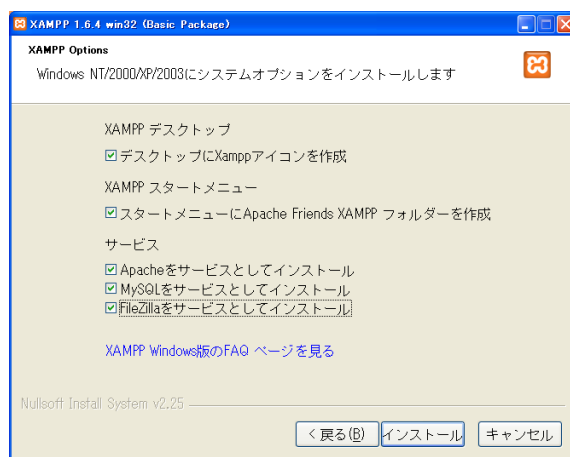 XAMPP 1.6.4 win32 (Basic Package)
XAMPP Options
Windows NT/2000/XP/2003にシステムオプションをインストールします
XAMPP デスクトップ
デスクトップにXamppアイコンを作成
XAMPP スタートメニュー
スタートメニューにApache Friends XAMPP フォルダーを作成
サービス
Apacheをサービスとしてインストール
MySQLをサービスとしてインストール
FileZillaをサービスとしてインストール
XAMPP Windows版のFAQ ページを見る
Nullsoft Install System v2.25
< 戻る(B) インストール キャンセル